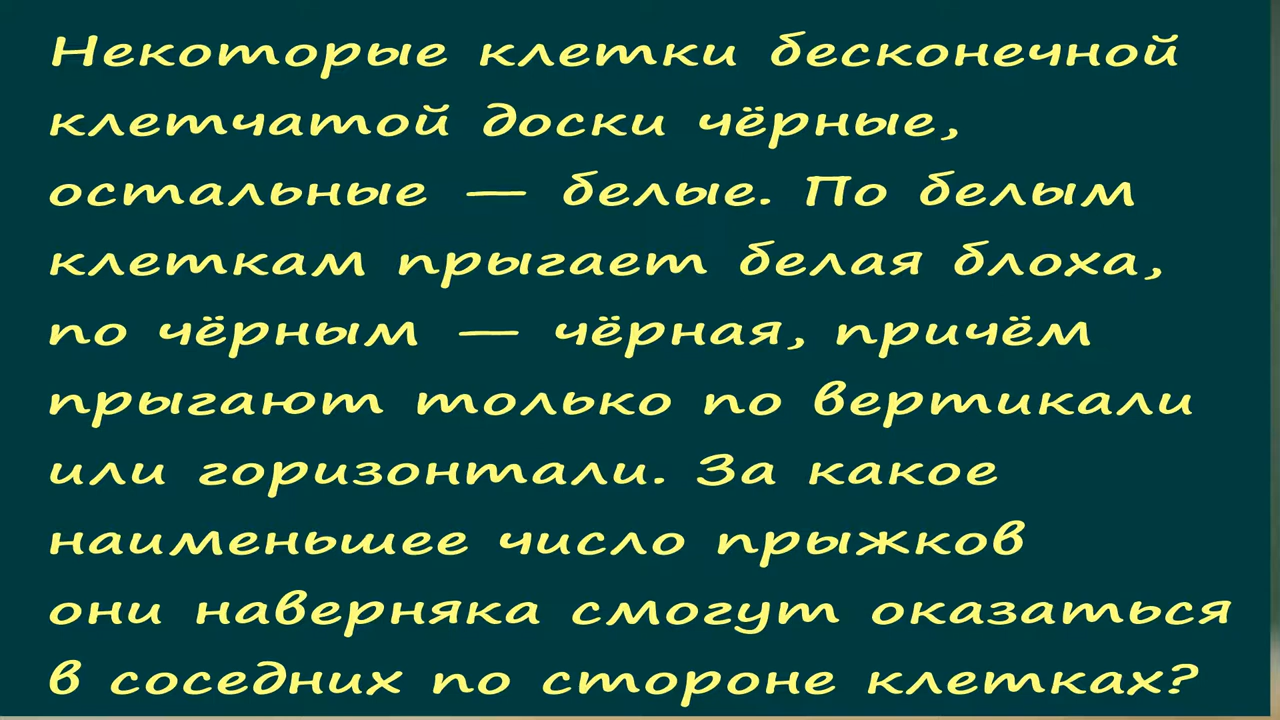 Некоторые клетки бесконечной
клетчатой доски чёрные,
остальные — белые. По белым
клеткам прыгает белая блоха,
по чёрным — чёрная, причём
прыгают только по вертикали
или горизонтали. За какое
наименьшее число прыжков
они наверняка смогут оказаться
в соседних по стороне клетках?